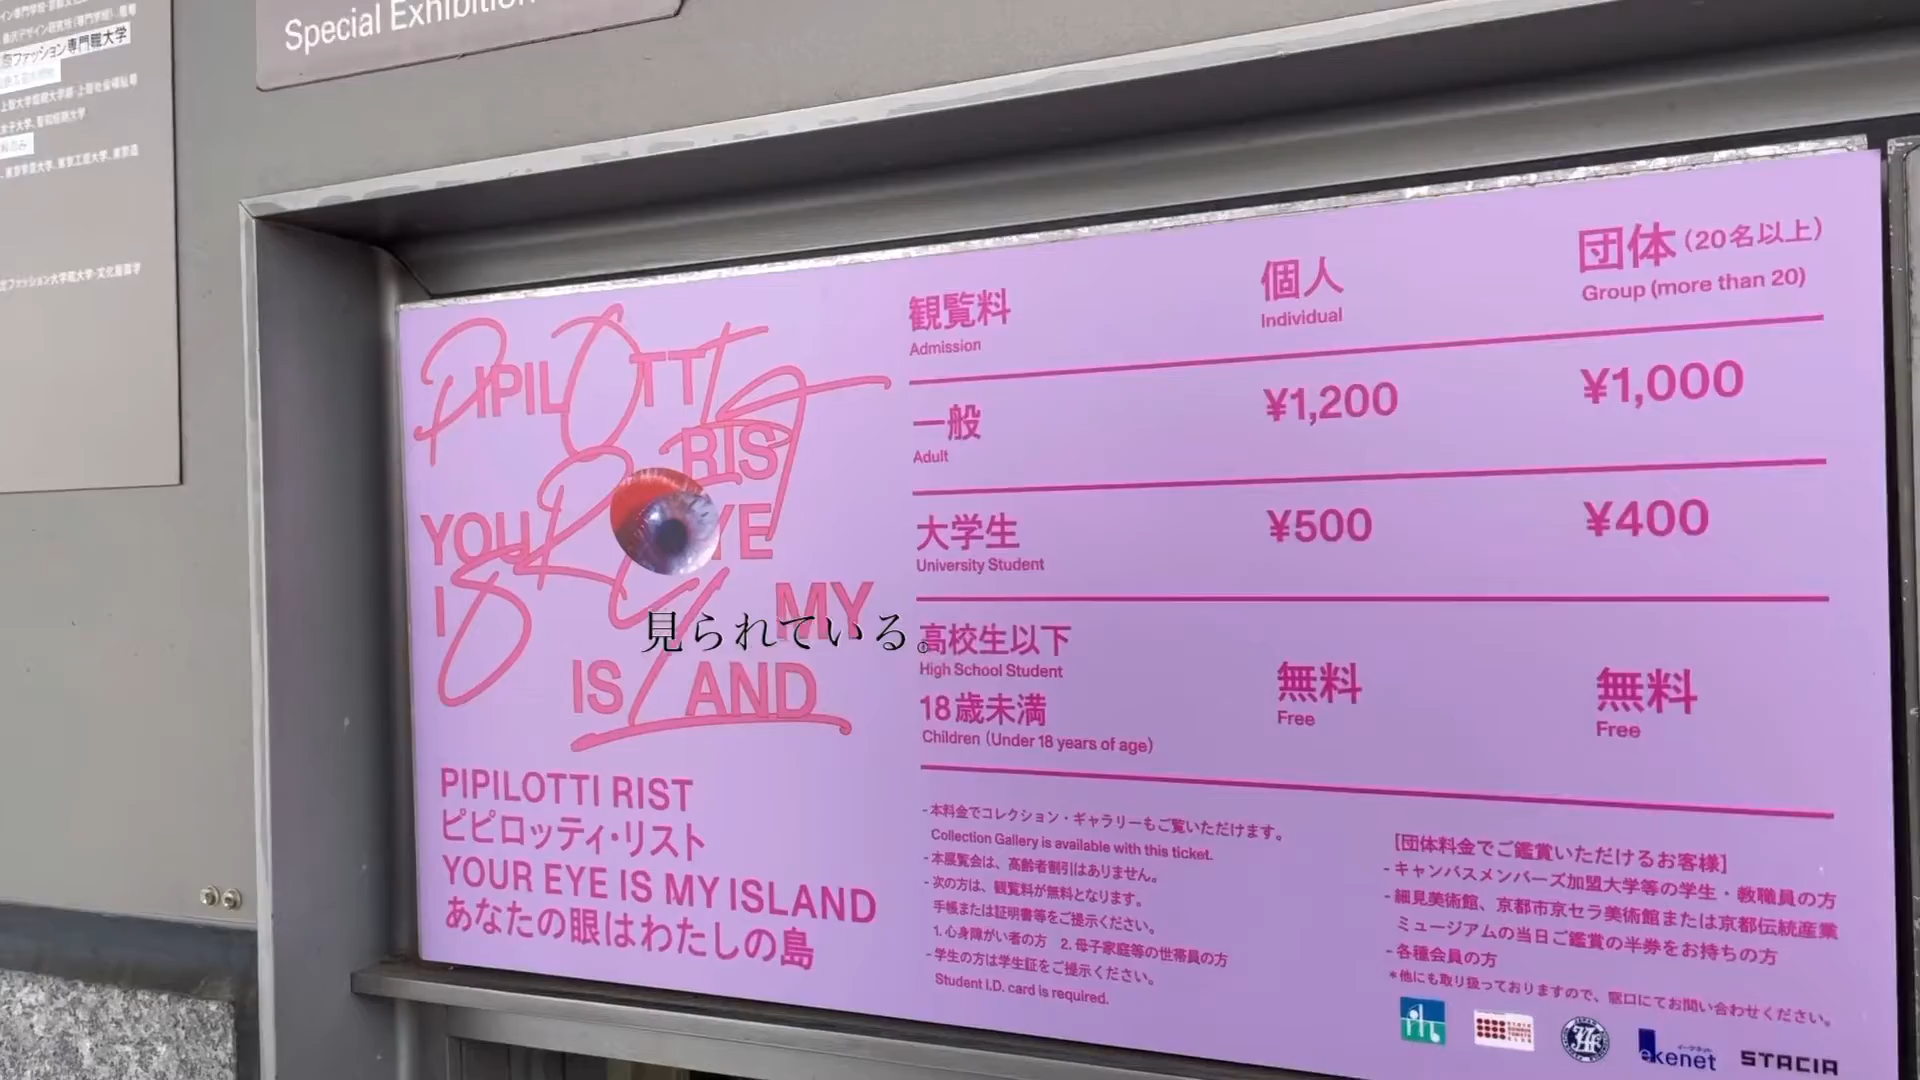 Special Exhibition
ファッション専門職大学
PIPILOTTI
RIST
YOUR EYE
IS MY
ISLAND
見られている。
PIPILOTTI RIST
ピピロッティ・リスト
YOUR EYE IS MY ISLAND
あなたの眼はわたしの島
観覧料 個人 団体（20名以上）
Admission Individual Group (more than 20)
一般 ¥1,200 ¥1,000
Adult
大学生 ¥500 ¥400
University Student
高校生以下
High School Student
18歳未満 無料 無料
Children (Under 18 years of age) Free Free
- 本料金でコレクション・ギャラリーもご覧いただけます。
Collection Gallery is available with this ticket.
- 本展覧会は、高齢者割引はありません。
- 次の方は、観覧料が無料となります。
手帳または証明書等をご提示ください。
1. 心身障がい者の方 2. 母子家庭等の世帯員の方
- 学生の方は学生証をご提示ください。
Student I.D. card is required.
［団体料金でご鑑賞いただけるお客様］
- キャンパスメンバーズ加盟大学等の学生・教職員の方
- 細見美術館、京都市京セラ美術館または京都伝統産業
ミュージアムの当日ご鑑賞の半券をお持ちの方
- 各種会員の方
*他にも取り扱っておりますので、窓口にてお問い合わせください。
ekenet
STACIA